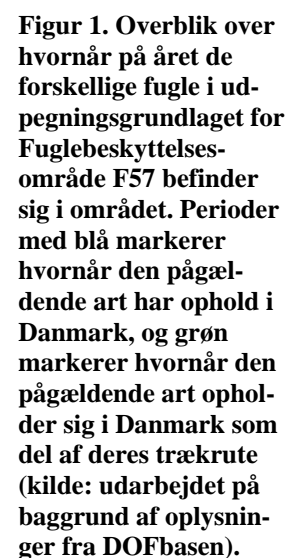 Figur 1. Overblik over
hvornår på året de
forskellige fugle i ud-
pegningsgrundlaget for
Fuglebeskyttelses-
område F57 befinder
sig i området. Perioder
med blå markerer
hvornår den pågæl-
dende art har ophold i
Danmark, og grøn
markerer hvornår den
pågældende art ophol-
der sig i Danmark som
del af deres trækrute
(kilde: udarbejdet på
baggrund af oplysnin-
ger fra DOFbasen).